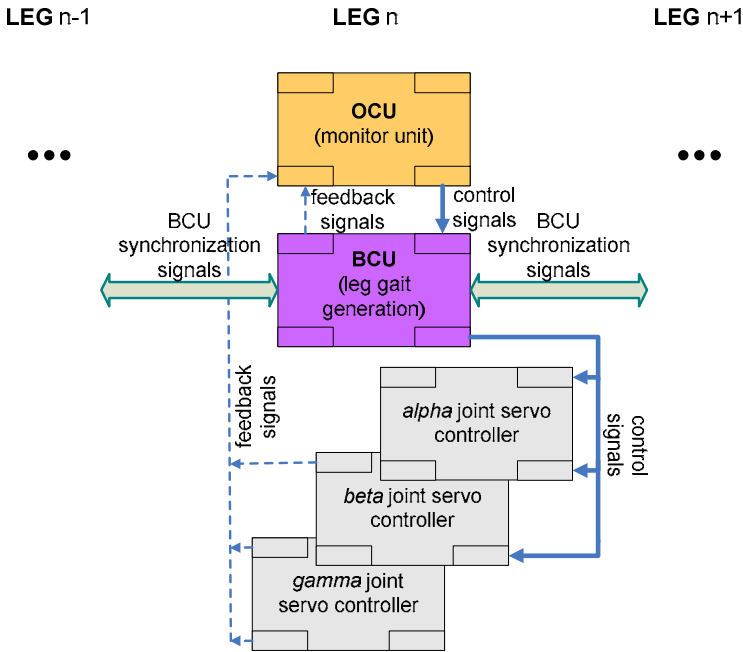 LEG n-1
LEG n
LEG n+1
OCU
(monitor unit)
feedback
signals
control
signals
BCU
synchronization
signals
BCU
synchronization
signals
BCU
(leg gait
generation)
feedback
signals
alpha joint servo
controller
control
signals
beta joint servo
controller
gamma joint
servo controller